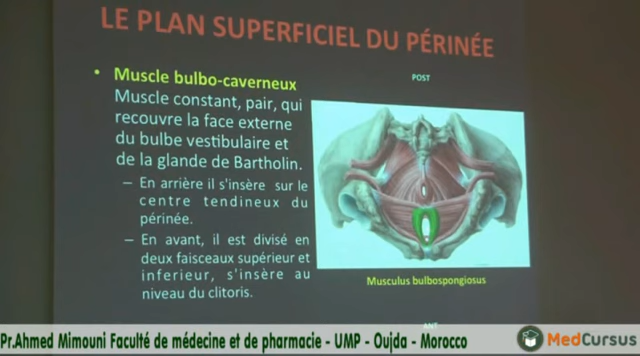 LE PLAN SUPERFICIEL DU PÉRINÉE
• Muscle bulbo-caverneux
Muscle constant, pair, qui
recouvre la face externe
du bulbe vestibulaire et
de la glande de Bartholin.
– En arrière il s'insère sur le
centre tendineux du
périnée.
– En avant, il est divisé en
deux faisceaux supérieur et
inferieur, s'insère au
niveau du clitoris.
POST
Musculus bulbospongiosus
ANT
Pr.Ahmed Mimouni Faculté de médecine et de pharmacie - UMP - Oujda - Morocco
MedCursus